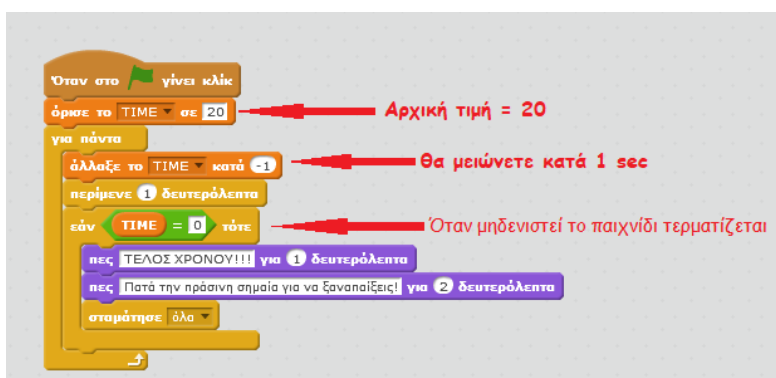 Όταν στο γίνει κλίκ
όρισε το TIME σε 20
Αρχική τιμή = 20
για πάντα
άλλαξε το TIME κατά -1
θα μειώνετε κατά 1 sec
περίμενε 1 δευτερόλεπτα
εάν TIME = 0 τότε
Όταν μηδενιστεί το παιχνίδι τερματίζεται
πες ΤΕΛΟΣ ΧΡΟΝΟΥ!!! για 1 δευτερόλεπτα
πες Πατά την πράσινη σημαία για να ξαναπαίξεις! για 2 δευτερόλεπτα
σταμάτησε όλα